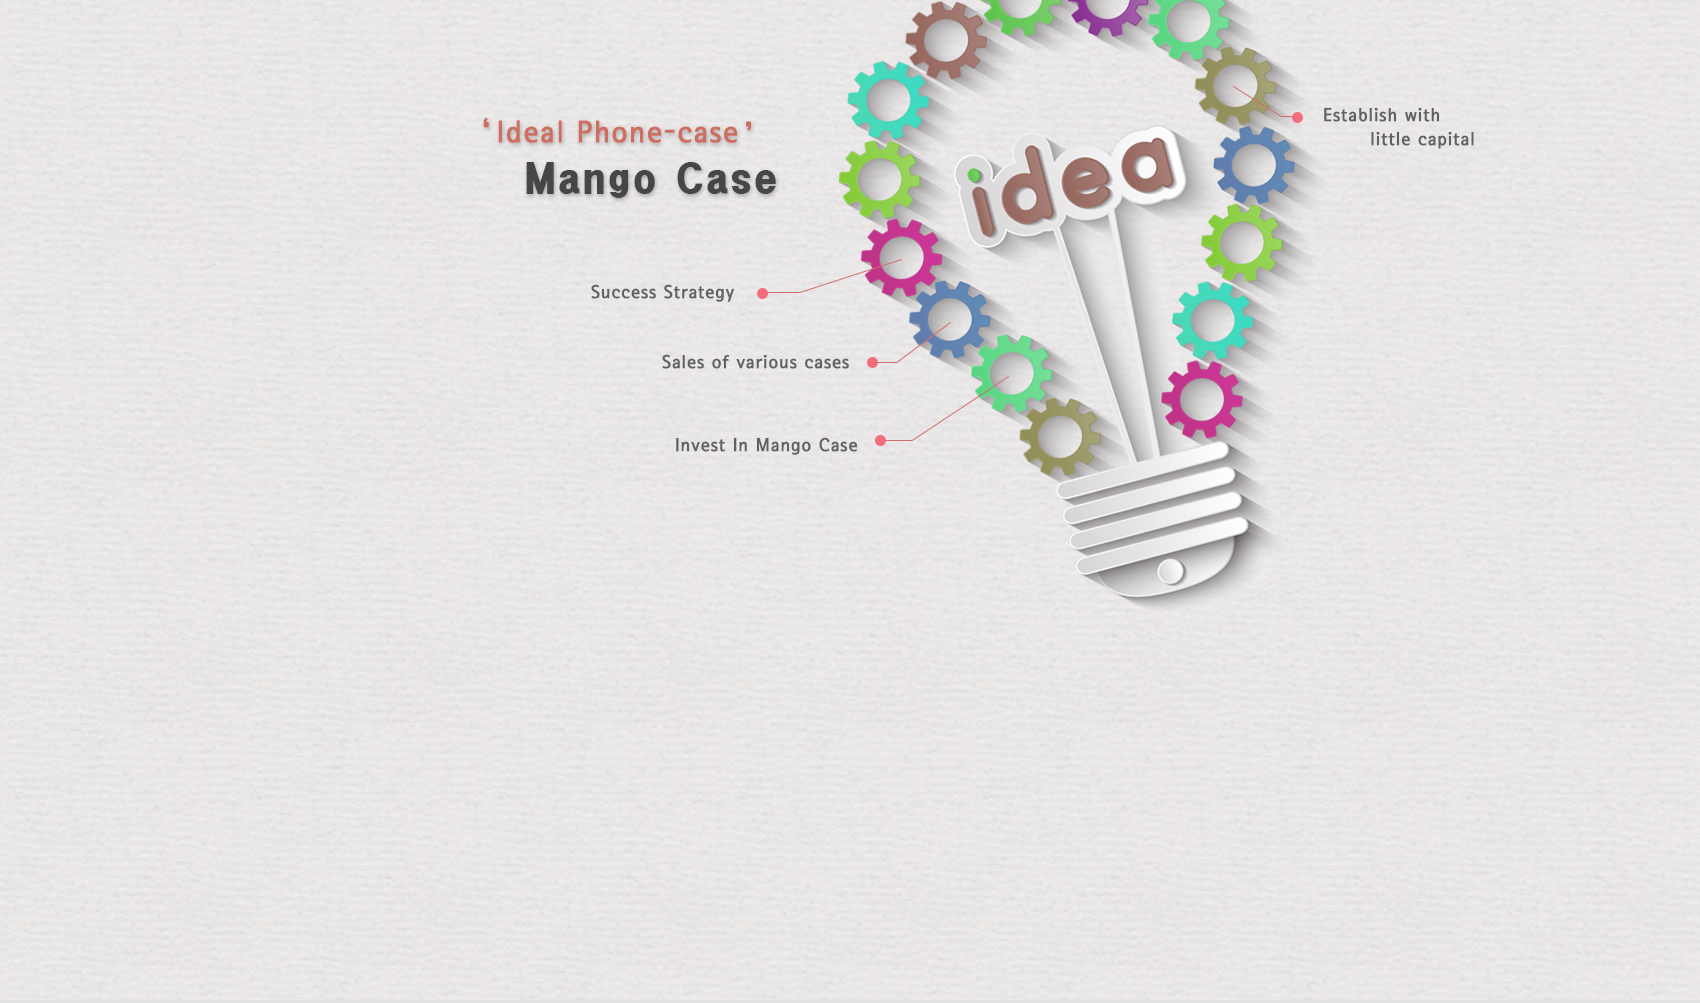 ‘Ideal Phone-case’
Mango Case
Establish with
little capital
idea
Success Strategy
Sales of various cases
Invest In Mango Case